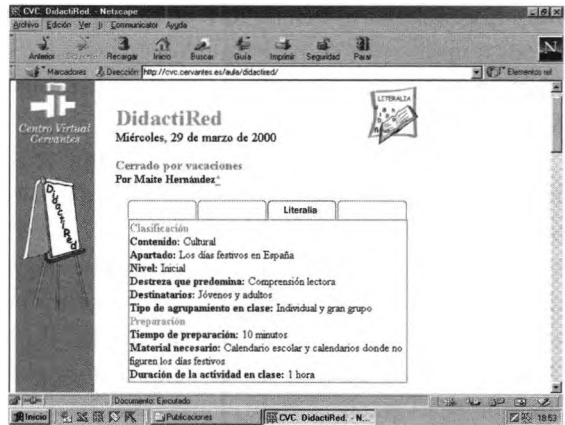 CVC. DidactiRed. - Netscape
Archivo Edición Ver Ir Communicator Ayuda
Anterior Siguiente Recargar Inicio Buscar Guía Imprimir Seguridad Parar
Marcadores Dirección http://cvc.cervantes.es/aula/didactired/ Elementos rel
N
LITERALIA
Centro Virtual
Cervantes
DidactiRed
Miércoles, 29 de marzo de 2000
Cerrado por vacaciones
Por Maite Hernández
DidactiRed
Literalia
Clasificación
Contenido: Cultural
Apartado: Los días festivos en España
Nivel: Inicial
Destreza que predomina: Comprensión lectora
Destinatarios: Jóvenes y adultos
Tipo de agrupamiento en clase: Individual y gran grupo
Preparación
Tiempo de preparación: 10 minutos
Material necesario: Calendario escolar y calendarios donde no
figuren los días festivos
Duración de la actividad en clase: 1 hora
Documento: Ejecutado
Inicio Publicaciones CVC. DidactiRed. - N... 18:53